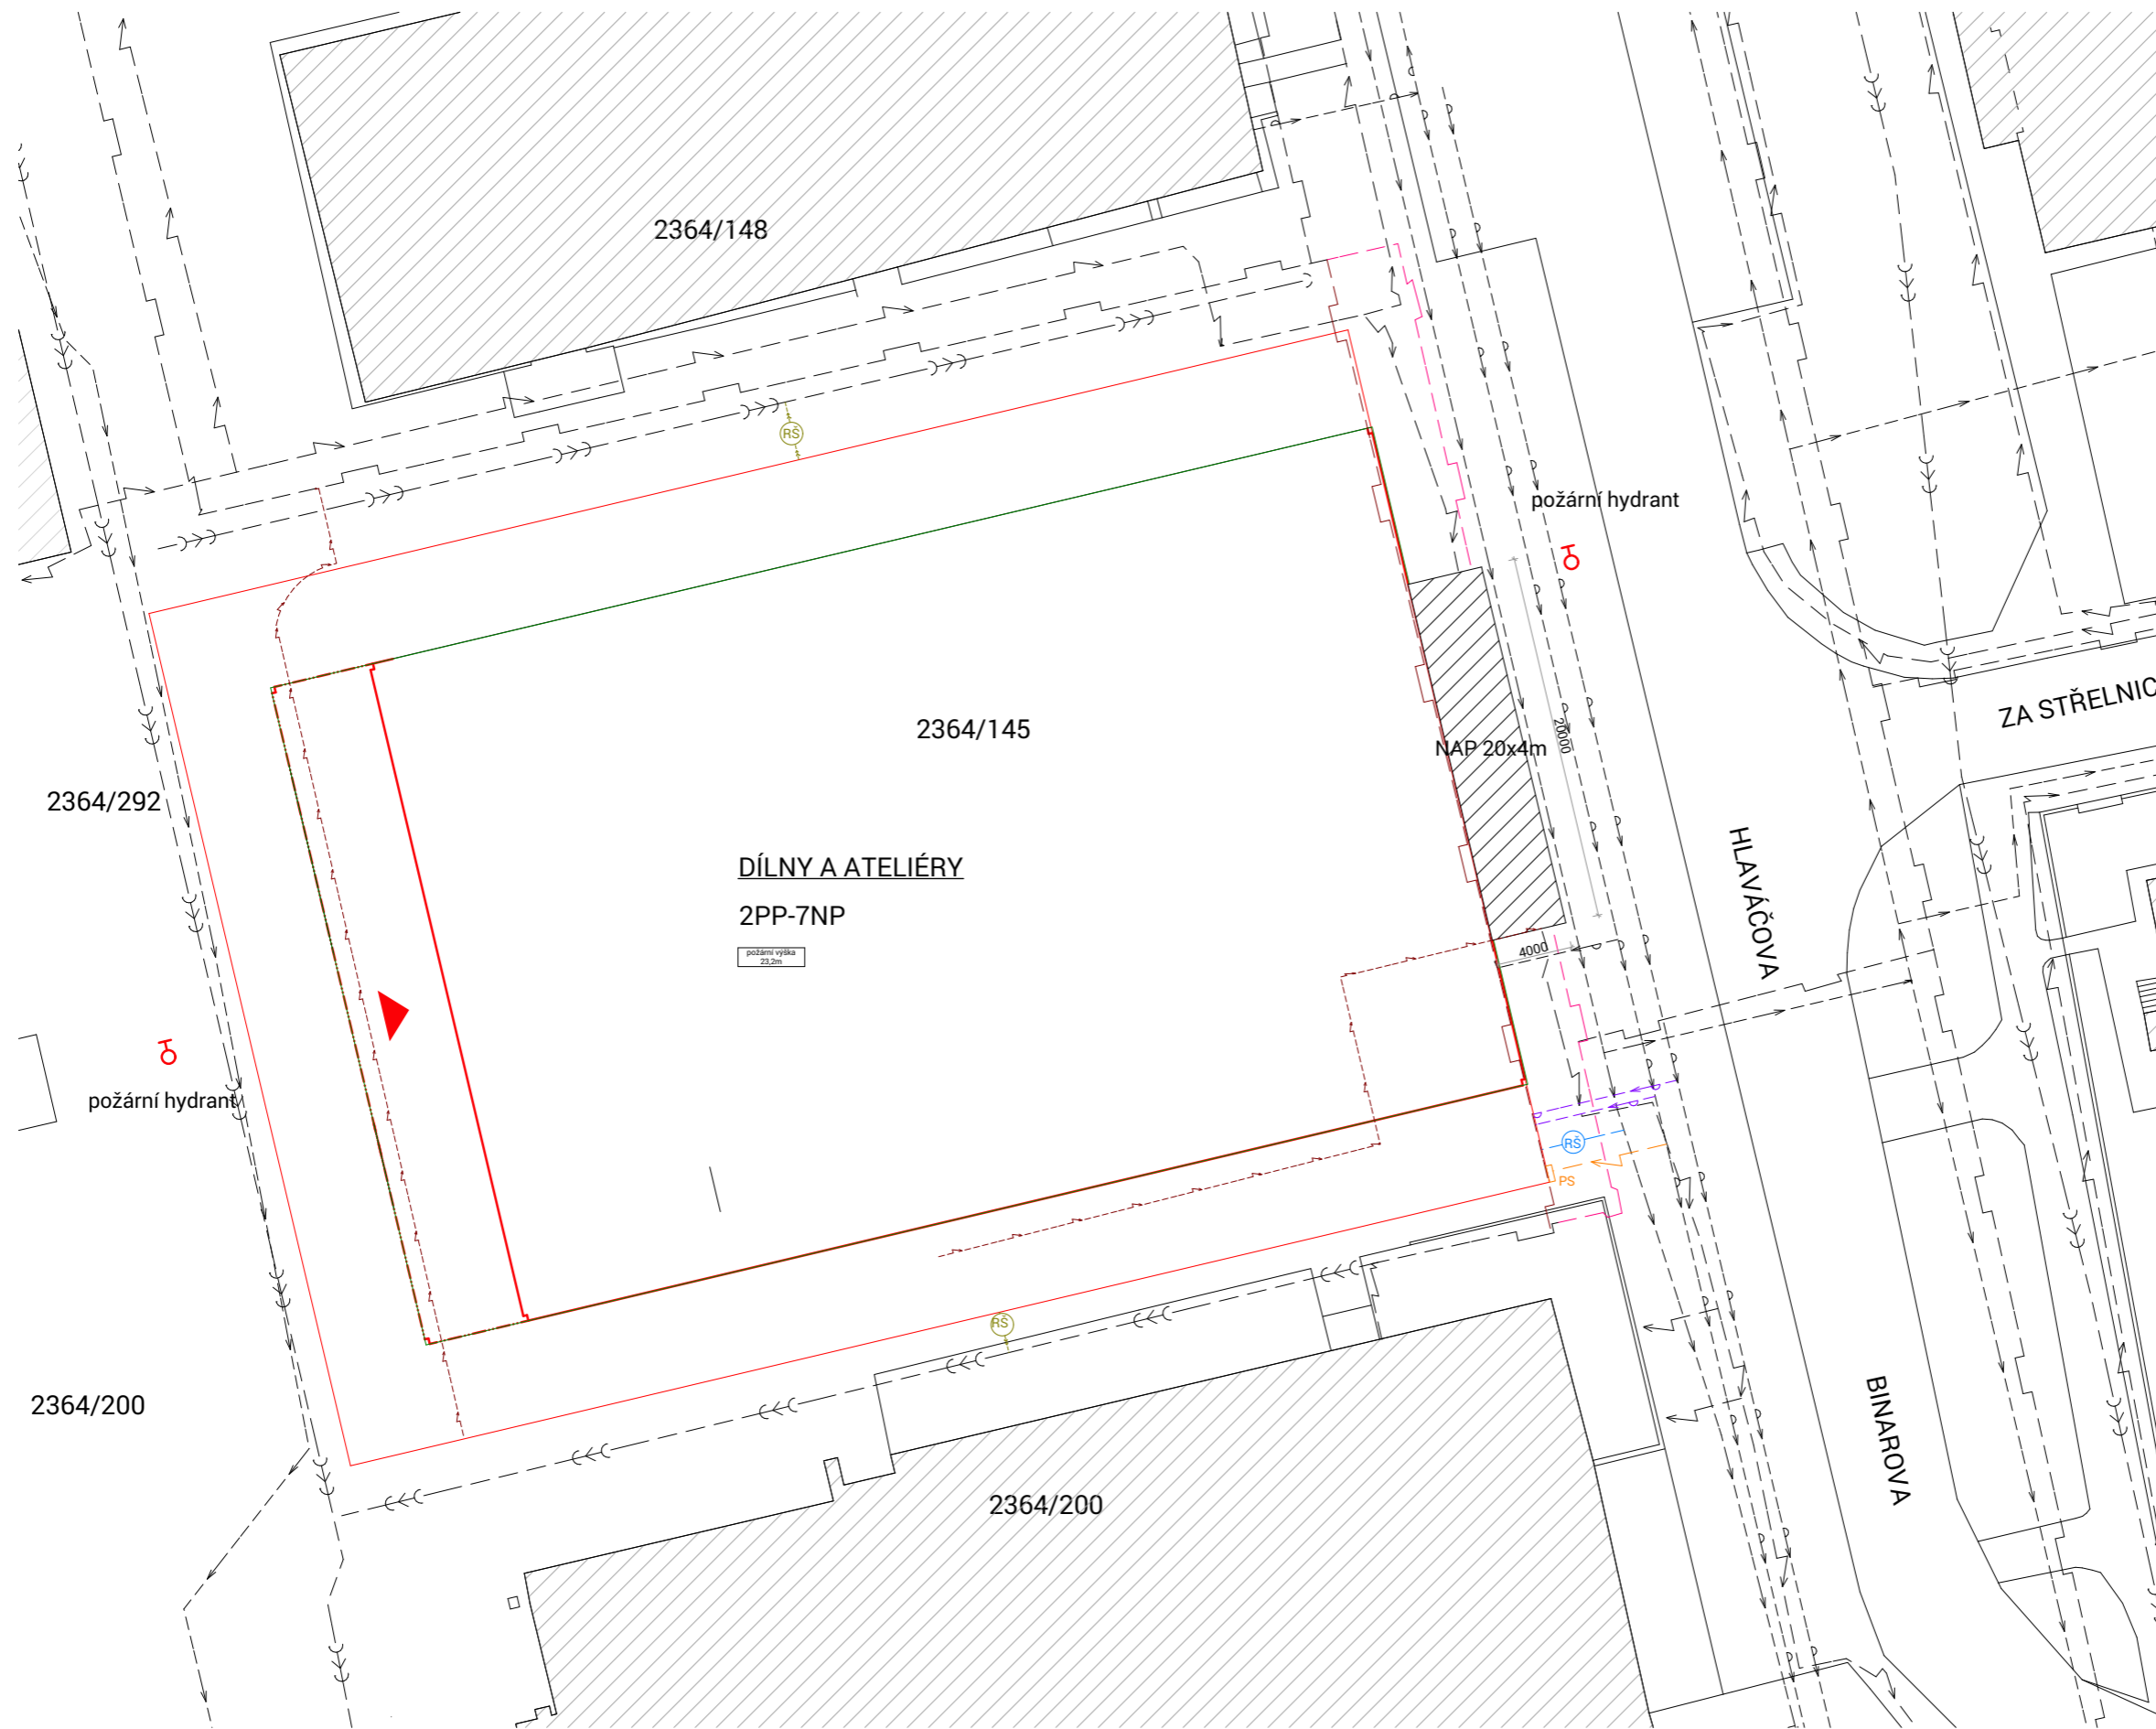 2364/148
RŠ
požární hydrant
2364/145
ZA STŘELNIC
20000
NAP 20x4m
2364/292
HLAVÁČOVA
DÍLNY A ATELIÉRY
2PP-7NP
požární výška
23,2m
4000
požární hydrant
RŠ
PS
RŠ
2364/200
BINAROVA
2364/200